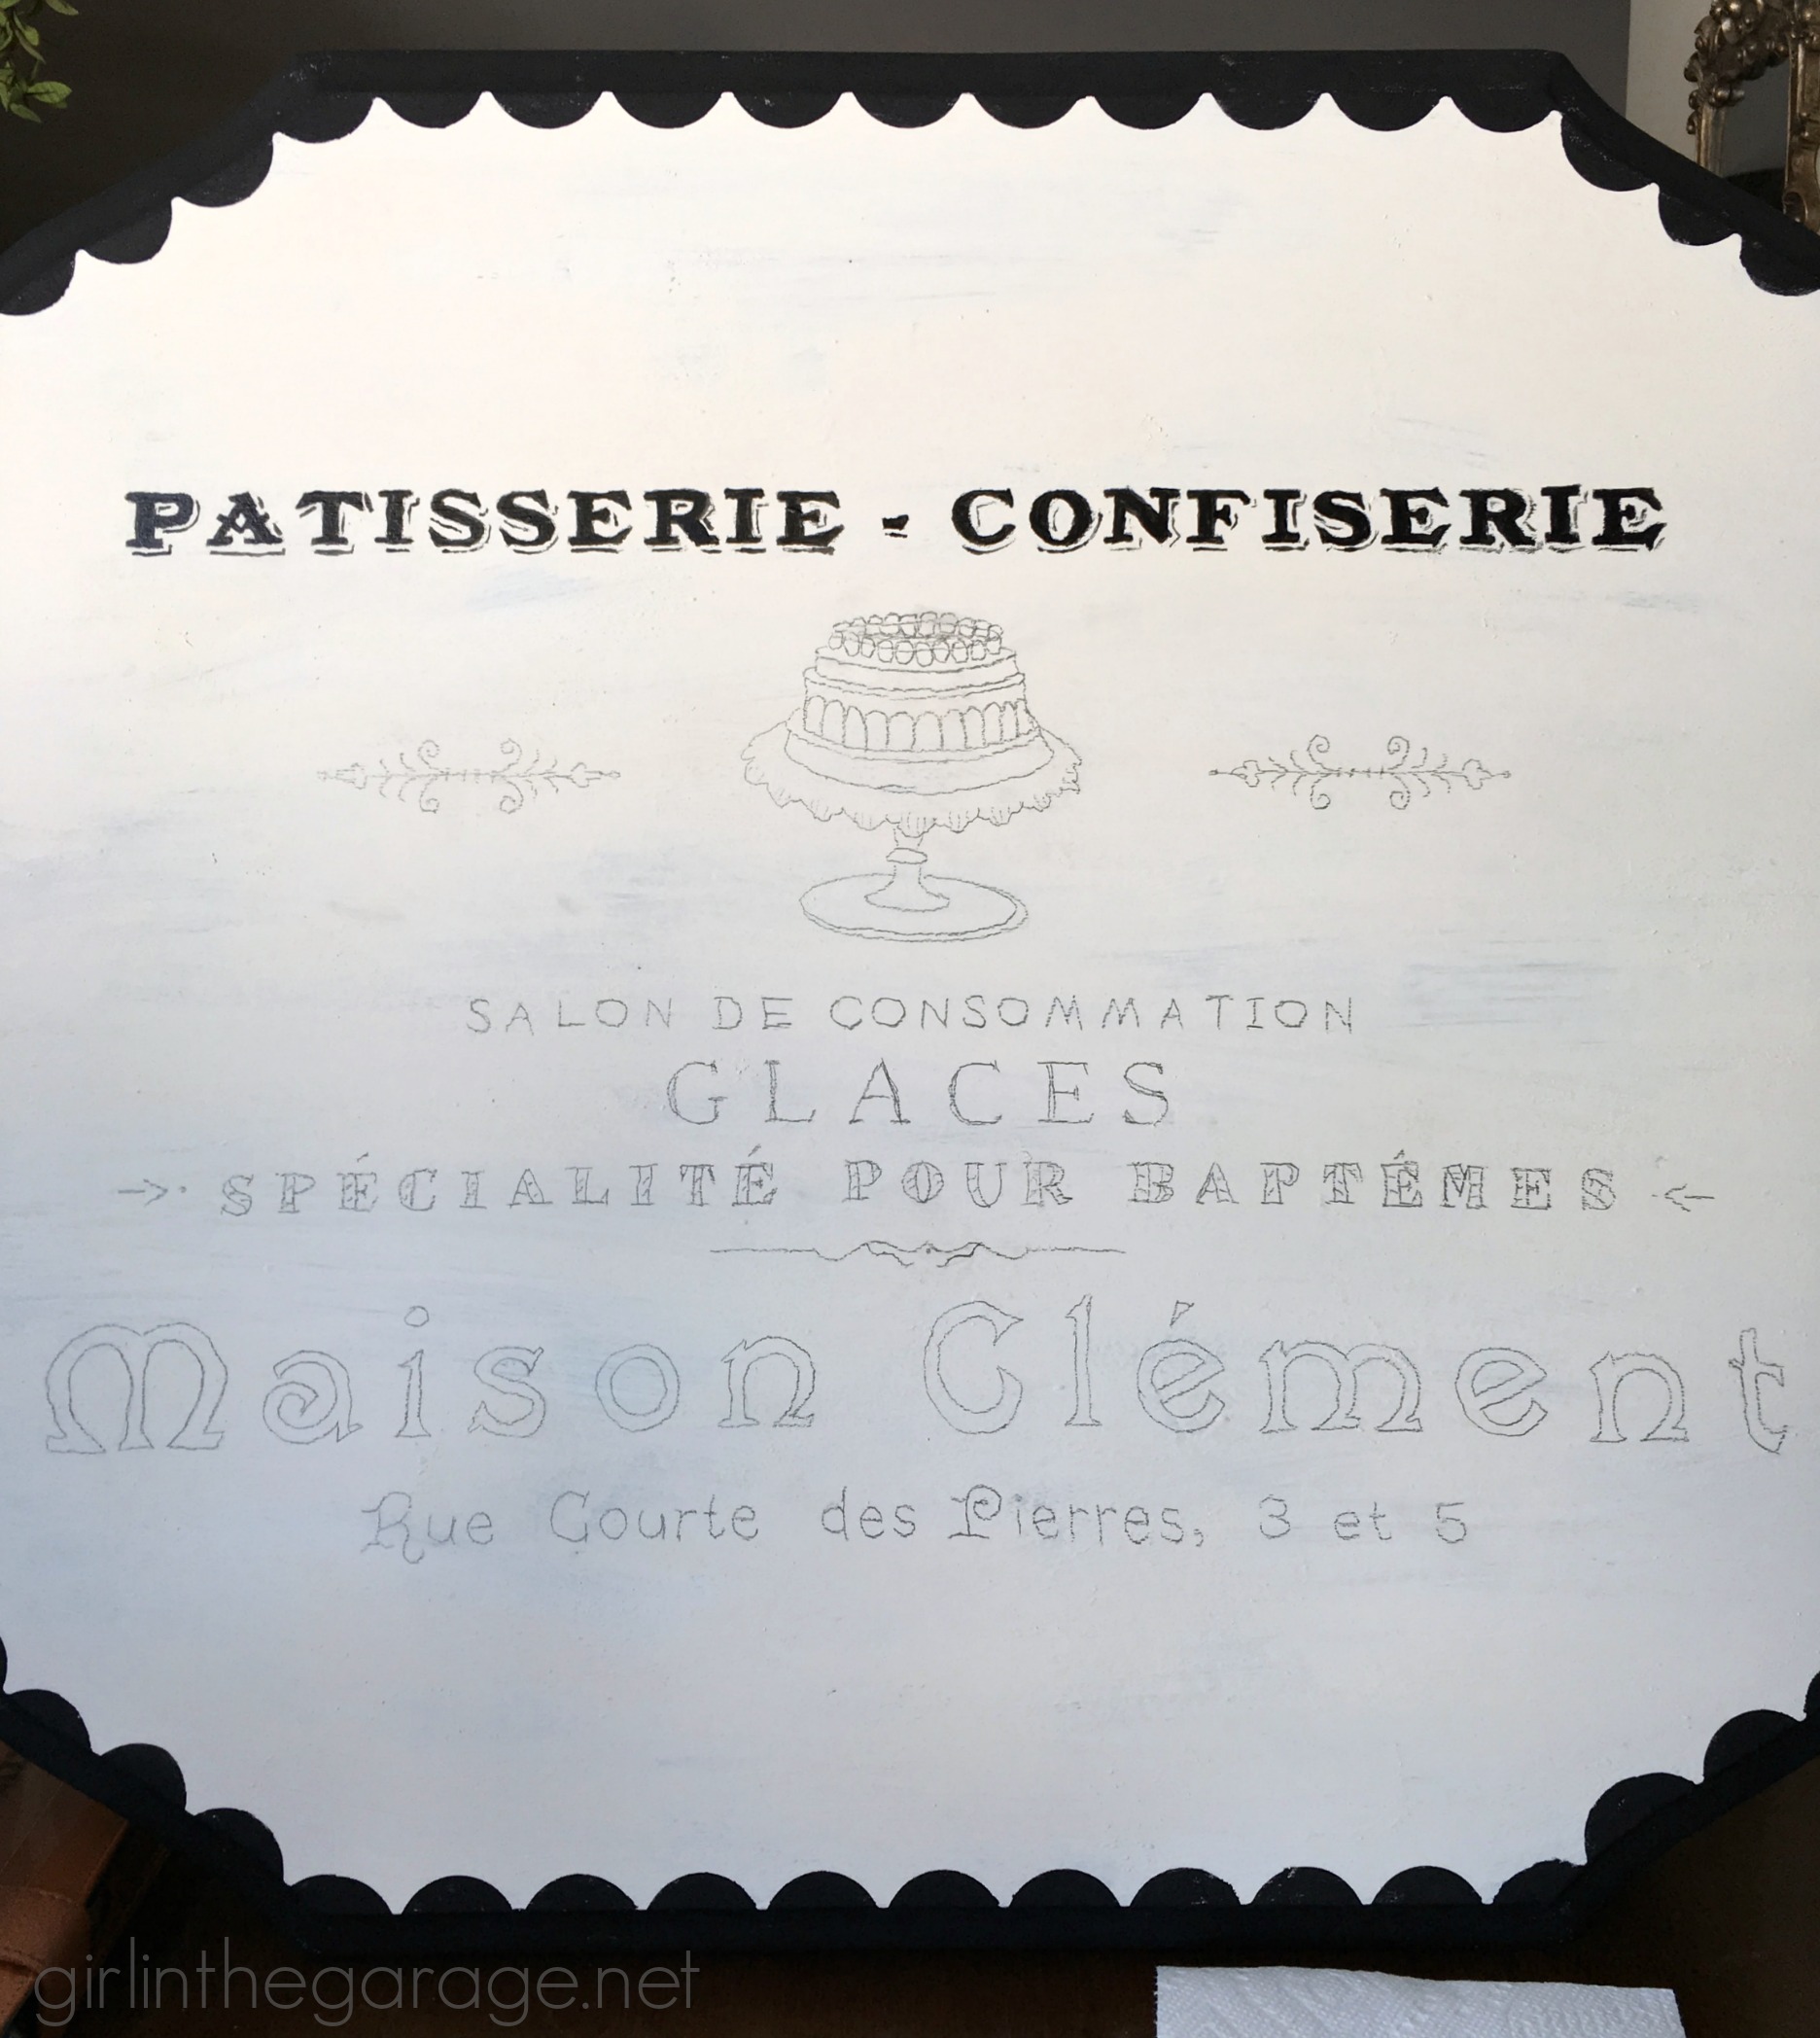 PATISSERIE - CONFISERIE
SALON DE CONSOMMATION
GLACES
SPÉCIALITÉ POUR BAPTÉMES
Maison Clément
Rue Courte des Pierres, 3 et 5
girlinthegarage.net